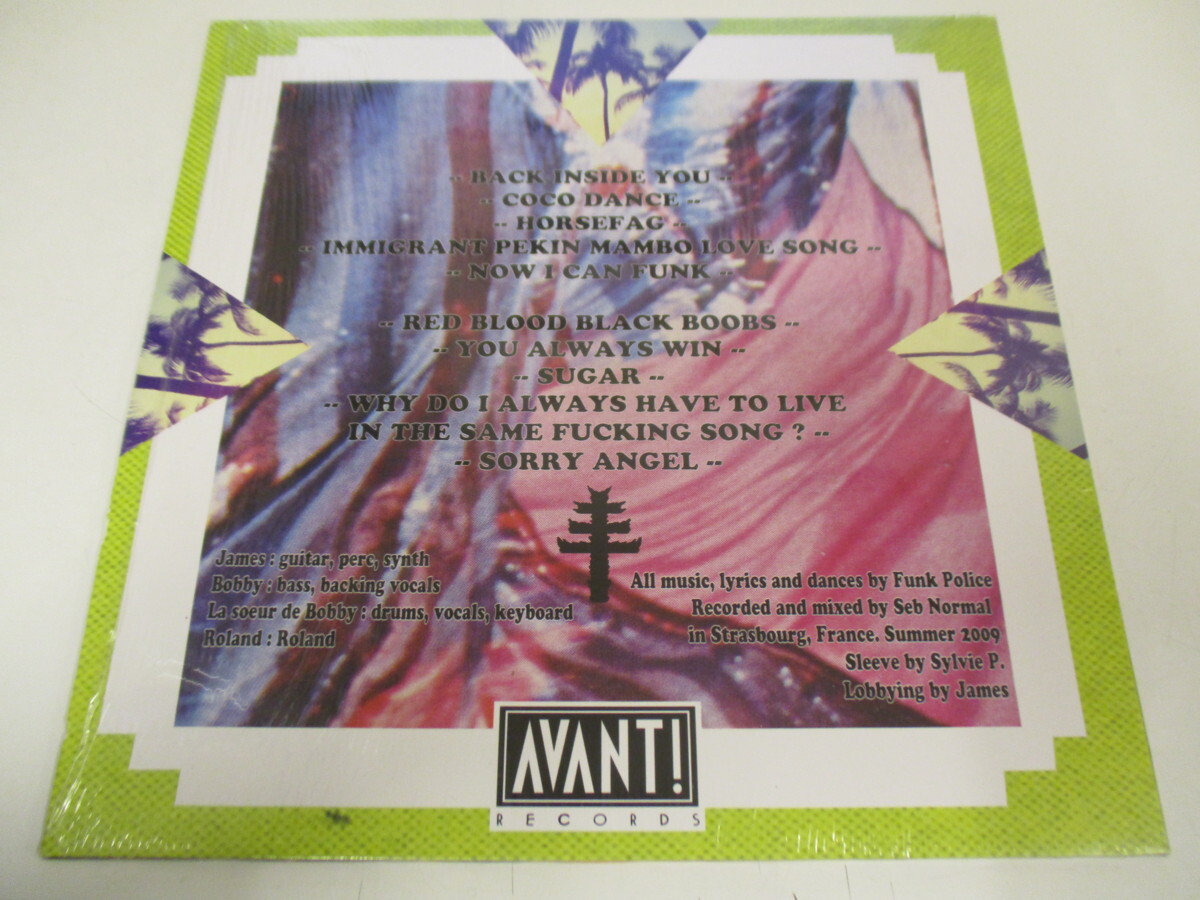 -- BACK INSIDE YOU --
-- COCO DANCE --
-- HORSEFAG --
-- IMMIGRANT PEKIN MAMBO LOVE SONG --
-- NOW I CAN FUNK --
-- RED BLOOD BLACK BOOBS --
-- YOU ALWAYS WIN --
-- SUGAR --
-- WHY DO I ALWAYS HAVE TO LIVE
IN THE SAME FUCKING SONG ? --
-- SORRY ANGEL --
James : guitar, perc, synth
Bobby : bass, backing vocals
La soeur de Bobby : drums, vocals, keyboard
Roland : Roland
All music, lyrics and dances by Funk Police
Recorded and mixed by Seb Normal
in Strasbourg, France. Summer 2009
Sleeve by Sylvie P.
Lobbying by James
AVANT!
RECORDS